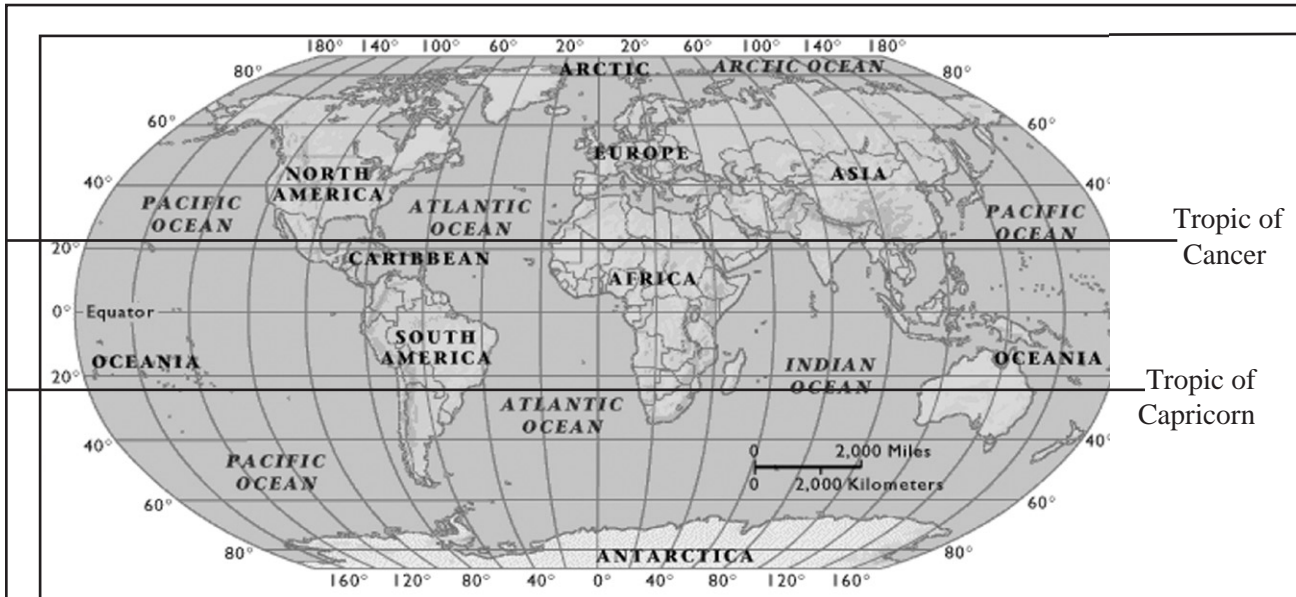 180° 140° 100° 60° 20° 20° 60° 100° 140° 180°
80° ARCTIC ARCTIC OCEAN 80°
60° 60°
EUROPE
NORTH
AMERICA
ASIA
40° 40°
PACIFIC
OCEAN
ATLANTIC
OCEAN
PACIFIC
OCEAN
Tropic of
Cancer
20° 20°
CARIBBEAN
AFRICA
0° Equator
SOUTH
AMERICA
OCEANIA
INDIAN
OCEAN
OCEANIA
20°
Tropic of
Capricorn
ATLANTIC
OCEAN
40° 40°
PACIFIC
OCEAN
0 2,000 Miles
0 2,000 Kilometers
60° 60°
80° 80°
ANTARCTICA
160° 120° 80° 40° 0° 40° 80° 120° 160°